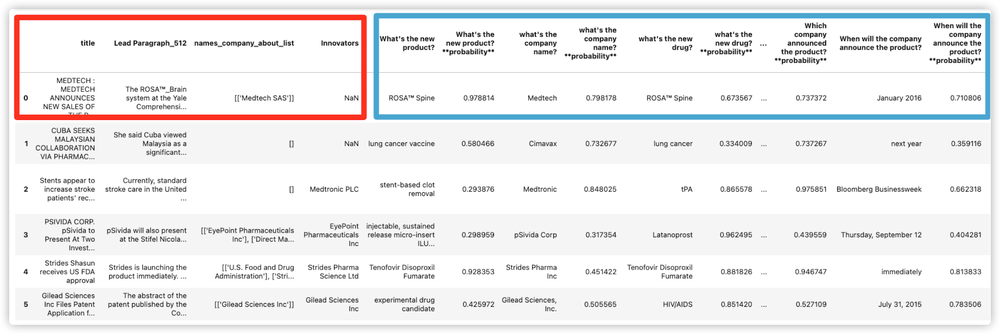 title
Lead Paragraph_512
names_company_about_list
Innovators
What's the new
product?
What's the
new product?
**probability**
what's the
company
name?
what's the
company
name?
**probability**
what's the new
drug?
what's the
new drug?
**probability**
...
Which
company
announced
the product?
**probability**
When will the company
announce the product?
When will the
company
announce the
product?
**probability**
0
MEDTECH :
MEDTECH
ANNOUNCES
NEW SALES OF
The ROSA™_Brain
system at the Yale
Comprehensi...
[['Medtech SAS']]
NaN
ROSA™ Spine
0.978814
Medtech
0.798178
ROSA™ Spine
0.673567
...
0.737372
January 2016
0.710806
1
CUBA SEEKS
MALAYSIAN
COLLABORATION
VIA PHARMAC...
She said Cuba viewed
Malaysia as a
significant...
[]
NaN
lung cancer vaccine
0.580466
Cimavax
0.732677
lung cancer
0.334009
...
0.737267
next year
0.359116
2
Stents appear to
increase stroke
patients' rec...
Currently, standard
stroke care in the United
...
[]
Medtronic PLC
stent-based clot
removal
0.293876
Medtronic
0.848025
tPA
0.865578
...
0.975851
Bloomberg Businessweek
0.662318
3
PSIVIDA CORP.
pSivida to
Present At Two
Invest...
pSivida will also present
at the Stifel Nicola...
[['EyePoint Pharmaceuticals
Inc'], ['Direct Ma...
EyePoint
Pharmaceuticals
Inc
injectable, sustained
release micro-insert
ILU...
0.298959
pSivida Corp
0.317354
Latanoprost
0.962495
...
0.439559
Thursday, September 12
0.404281
4
Strides Shasun
receives US FDA
approval
Strides is launching the
product immediately. ...
[['U.S. Food and Drug
Administration'], ['Stri...
Strides Pharma
Science Ltd
Tenofovir Disoproxil
Fumarate
0.928353
Strides Pharma
Inc
0.451422
Tenofovir Disoproxil
Fumarate
0.881826
...
0.946747
immediately
0.813833
5
Gilead Sciences
Inc Files Patent
Application f...
The abstract of the
patent published by the
Co...
[['Gilead Sciences Inc']]
Gilead Sciences
Inc
experimental drug
candidate
0.425972
Gilead Sciences,
Inc.
0.505565
HIV/AIDS
0.851420
...
0.527109
July 31, 2015
0.783506